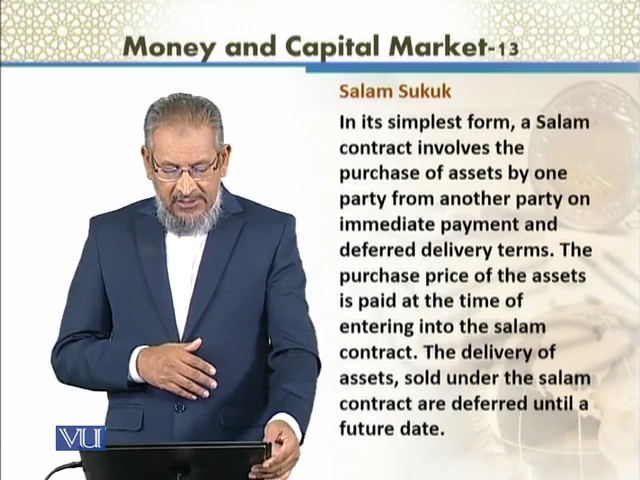 Money and Capital Market-13
Salam Sukuk
In its simplest form, a Salam
contract involves the
purchase of assets by one
party from another party on
immediate payment and
deferred delivery terms. The
purchase price of the assets
is paid at the time of
entering into the salam
contract. The delivery of
assets, sold under the salam
contract are deferred until a
future date.
VU